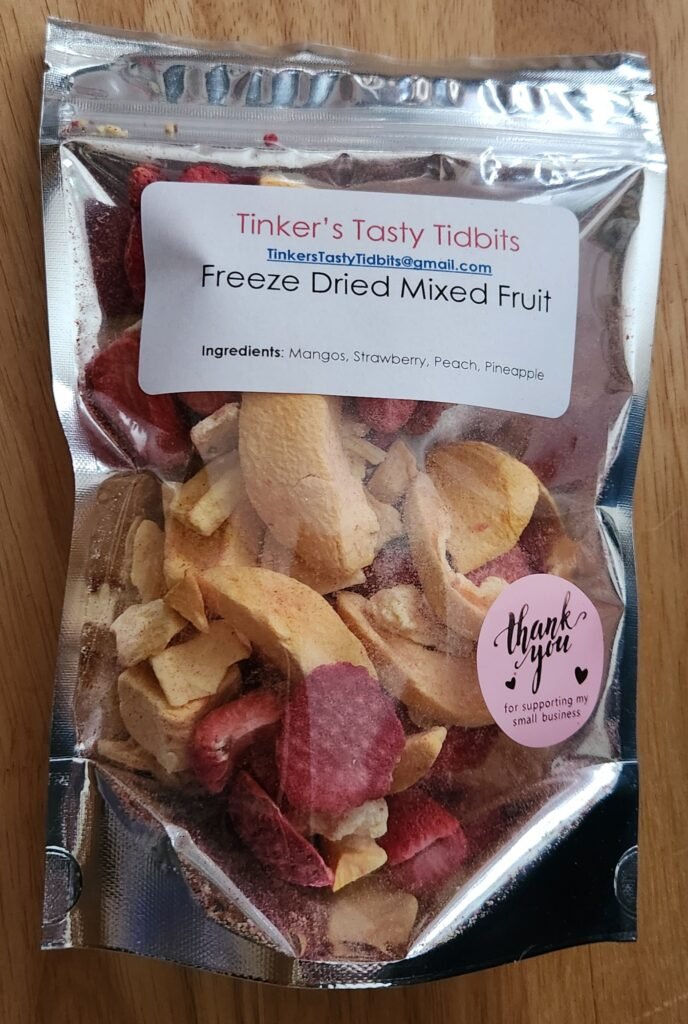 Tinker's Tasty Tidbits
TinkersTastyTidbits@gmail.com
Freeze Dried Mixed Fruit
Ingredients: Mangos, Strawberry, Peach, Pineapple
thank
you
for supporting my
small business